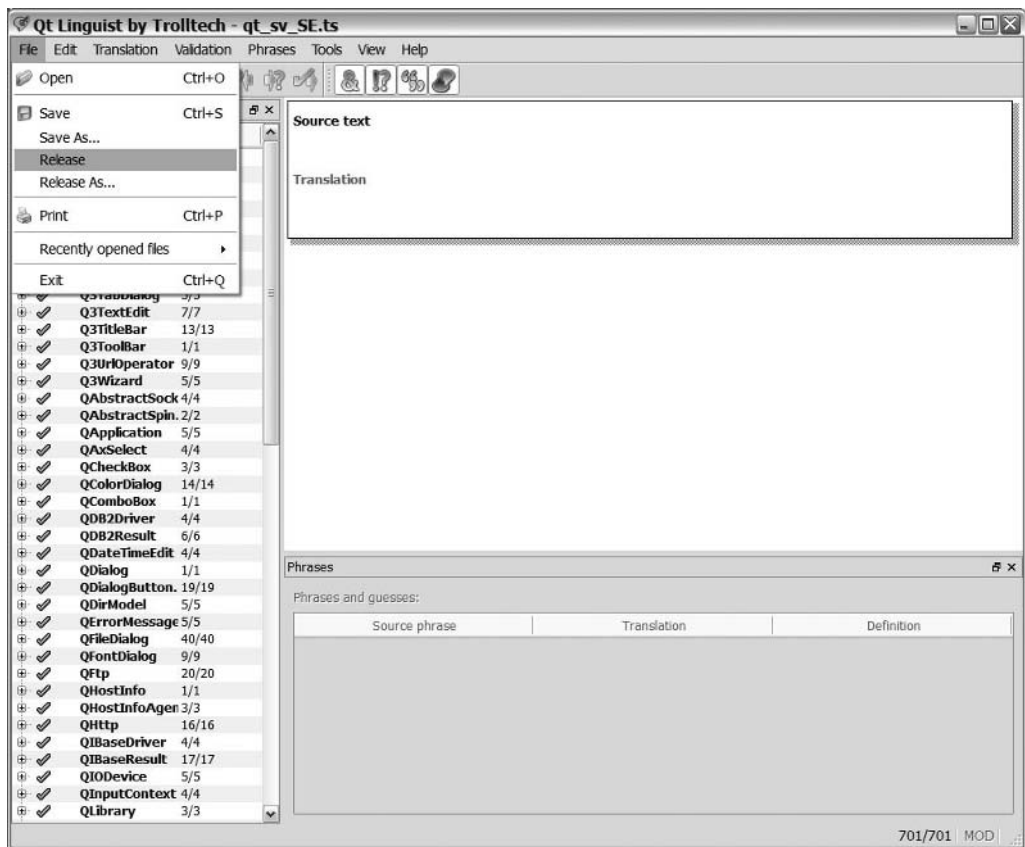 Qt Linguist by Trolltech - qt_sv_SE.ts
File Edit Translation Validation Phrases Tools View Help
Open Ctrl+O
Save Ctrl+S
Save As...
Release
Release As...
Print Ctrl+P
Recently opened files
Exit Ctrl+Q
Source text
Translation
Q3TabDialog 5/5
Q3TextEdit 7/7
Q3TitleBar 13/13
Q3ToolBar 1/1
Q3UrlOperator 9/9
Q3Wizard 5/5
QAbstractSock 4/4
QAbstractSpin. 2/2
QApplication 5/5
QAxSelect 4/4
QCheckBox 3/3
QColorDialog 14/14
QComboBox 1/1
QDB2Driver 4/4
QDB2Result 6/6
QDateTimeEdit 4/4
QDialog 1/1
QDialogButton. 19/19
QDirModel 5/5
QErrorMessage 5/5
QFileDialog 40/40
QFontDialog 9/9
QFtp 20/20
QHostInfo 1/1
QHostInfoAgen 3/3
QHttp 16/16
QIBaseDriver 4/4
QIBaseResult 17/17
QIODevice 5/5
QInputContext 4/4
QLibrary 3/3
Phrases
Phrases and guesses:
Source phrase Translation Definition
701/701 MOD